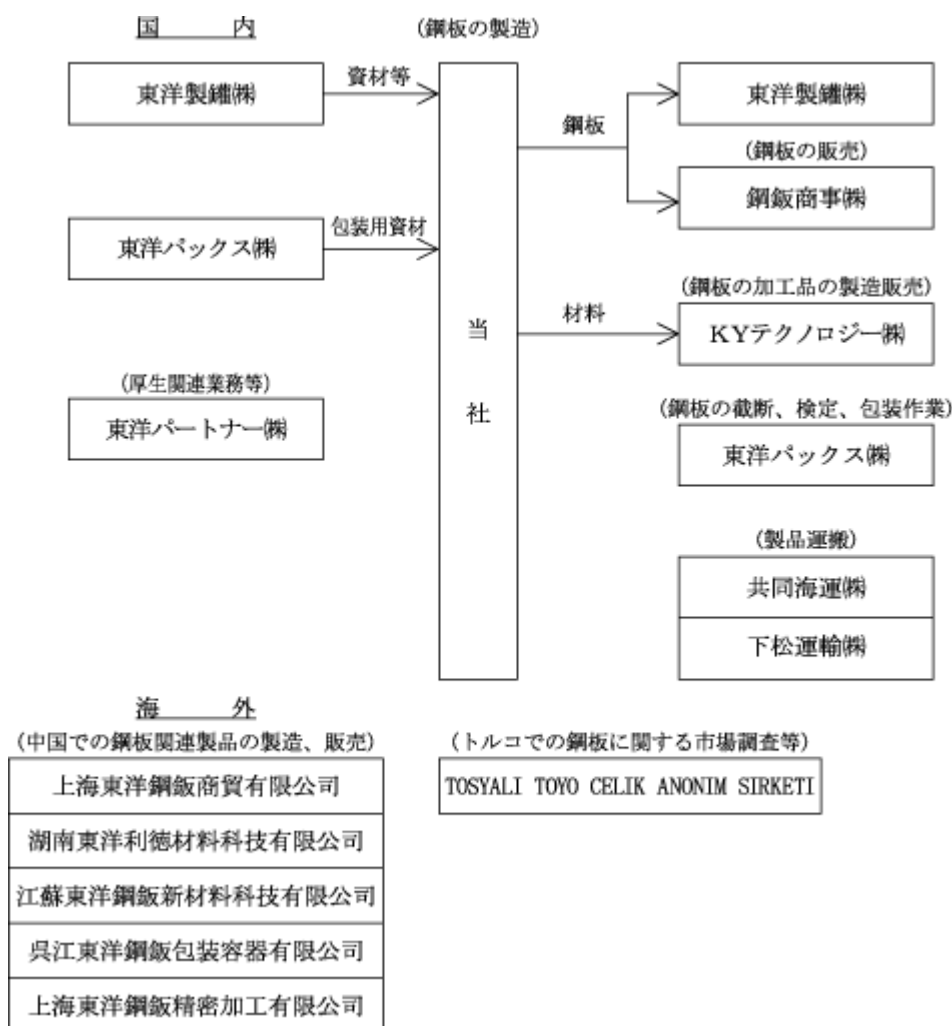 国　　内
(鋼板の製造)
東洋製罐㈱
資材等
東洋製罐㈱
鋼板
(鋼板の販売)
鋼鈑商事㈱
東洋パックス㈱
包装用資材
(鋼板の加工品の製造販売)
材料
KYテクノロジー㈱
当社
(厚生関連業務等)
東洋パートナー㈱
(鋼板の截断、検定、包装作業)
東洋パックス㈱
(製品運搬)
共同海運㈱
下松運輸㈱
海　　外
(中国での鋼板関連製品の製造、販売)
上海東洋鋼鈑商貿有限公司
湖南東洋利徳材料科技有限公司
江蘇東洋鋼鈑新材料科技有限公司
呉江東洋鋼鈑包装容器有限公司
上海東洋鋼鈑精密加工有限公司
(トルコでの鋼板に関する市場調査等)
TOSYALI TOYO CELIK ANONIM SIRKETI